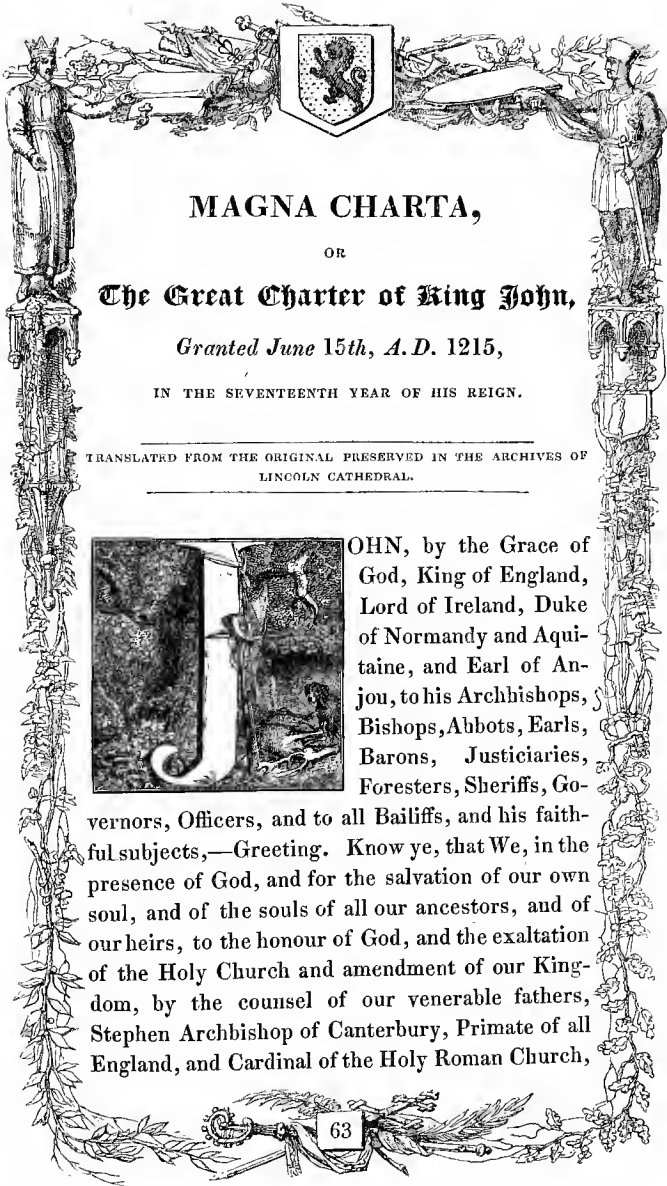 MAGNA CHARTA,
OR
The Great Charter of King John,
Granted June 15th, A.D. 1215,
IN THE SEVENTEENTH YEAR OF HIS REIGN.
TRANSLATED FROM THE ORIGINAL PRESERVED IN THE ARCHIVES OF
LINCOLN CATHEDRAL.
JOHN, by the Grace of
God, King of England,
Lord of Ireland, Duke
of Normandy and Aqui-
taine, and Earl of An-
jou, to his Archbishops,
Bishops, Abbots, Earls,
Barons, Justiciaries,
Foresters, Sheriffs, Go-
vernors, Officers, and to all Bailiffs, and his faith-
ful subjects,—Greeting. Know ye, that We, in the
presence of God, and for the salvation of our own
soul, and of the souls of all our ancestors, and of
our heirs, to the honour of God, and the exaltation
of the Holy Church and amendment of our King-
dom, by the counsel of our venerable fathers,
Stephen Archbishop of Canterbury, Primate of all
England, and Cardinal of the Holy Roman Church,
63